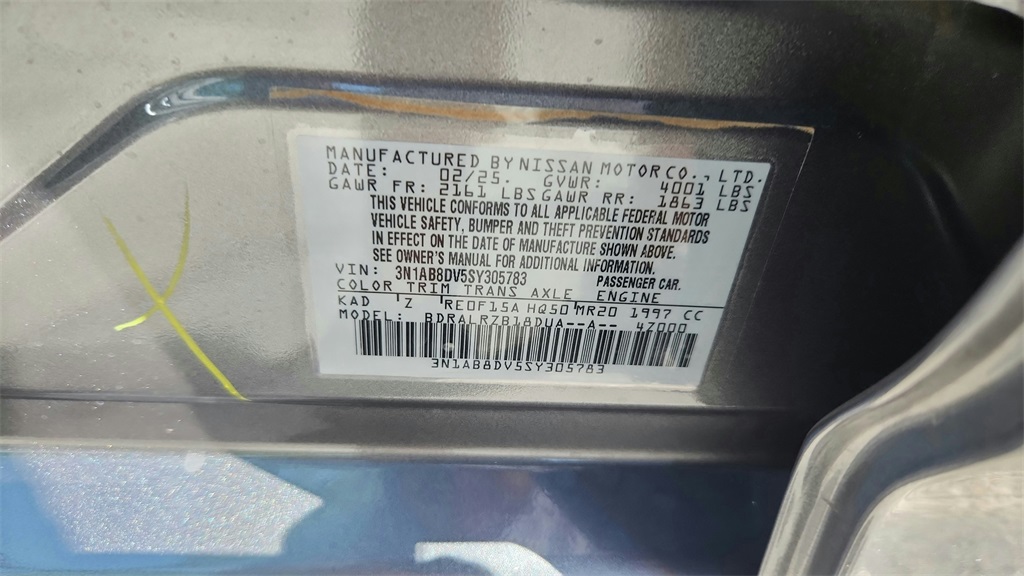 MANUFACTURED BY NISSAN MOTOR CO., LTD.
DATE: 02/25. GVWR: 4001 LBS
GAWR FR: 2161 LBS GAWR RR: 1863 LBS
THIS VEHICLE CONFORMS TO ALL APPLICABLE FEDERAL MOTOR
VEHICLE SAFETY, BUMPER AND THEFT PREVENTION STANDARDS
IN EFFECT ON THE DATE OF MANUFACTURE SHOWN ABOVE.
SEE OWNER'S MANUAL FOR ADDITIONAL INFORMATION.
VIN: 3N1AB8DV5SY305783 PASSENGER CAR.
COLOR TRIM TRANS AXLE ENGINE
KAD Z RE0F15A HQ50 MR20 1997 CC
MODEL: BDRALRZB18DUA--A-- 47000
3N1AB8DV5SY305783